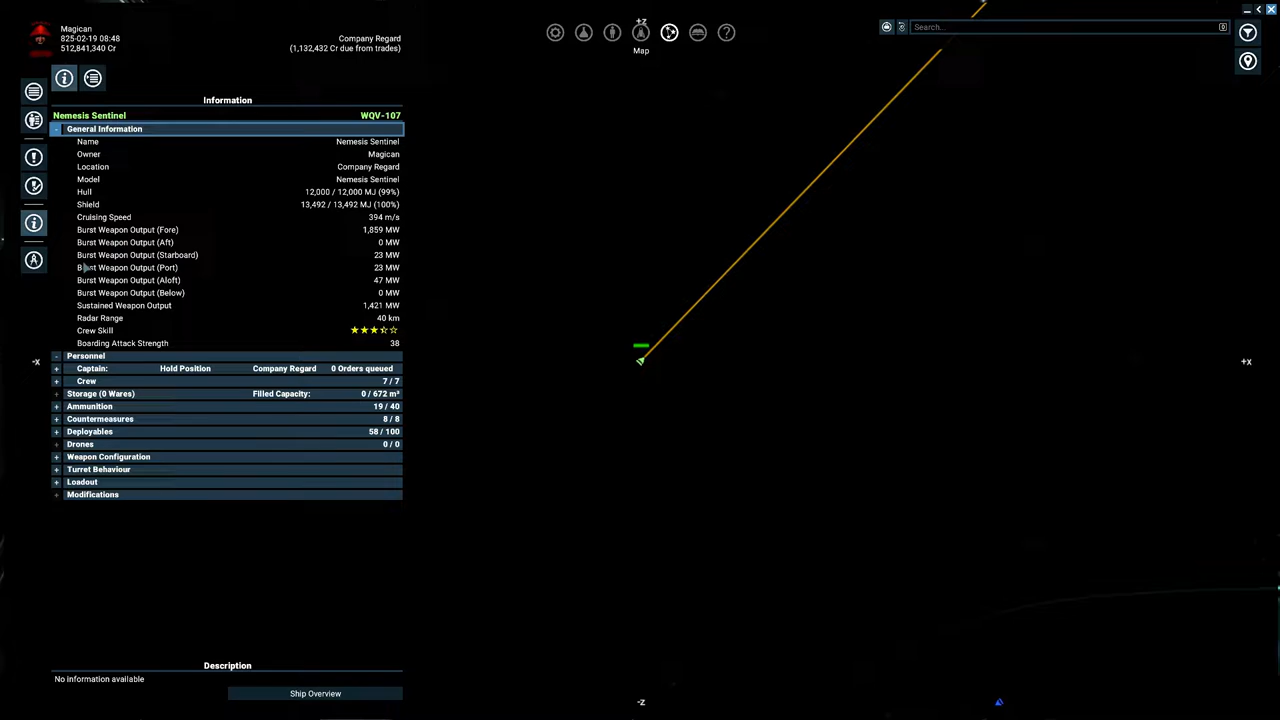 Magican
825-02-19 08:48
512,841,340 Cr
Company Regard
(1,132,432 Cr due from trades)
+Z
Map
Search...
Information
Nemesis Sentinel WQV-107
- General Information
Name Nemesis Sentinel
Owner Magican
Location Company Regard
Model Nemesis Sentinel
Hull 12,000 / 12,000 MJ (99%)
Shield 13,492 / 13,492 MJ (100%)
Cruising Speed 394 m/s
Burst Weapon Output (Fore) 1,859 MW
Burst Weapon Output (Aft) 0 MW
Burst Weapon Output (Starboard) 23 MW
Burst Weapon Output (Port) 23 MW
Burst Weapon Output (Aloft) 47 MW
Burst Weapon Output (Below) 0 MW
Sustained Weapon Output 1,421 MW
Radar Range 40 km
Crew Skill
Boarding Attack Strength 38
- Personnel
+ Captain: Hold Position Company Regard 0 Orders queued
+ Crew 7 / 7
+ Storage (0 Wares) Filled Capacity: 0 / 672 m³
+ Ammunition 19 / 40
+ Countermeasures 8 / 8
+ Deployables 58 / 100
+ Drones 0 / 0
+ Weapon Configuration
+ Turret Behaviour
+ Loadout
+ Modifications
-X
+X
Description
No information available
Ship Overview
-Z